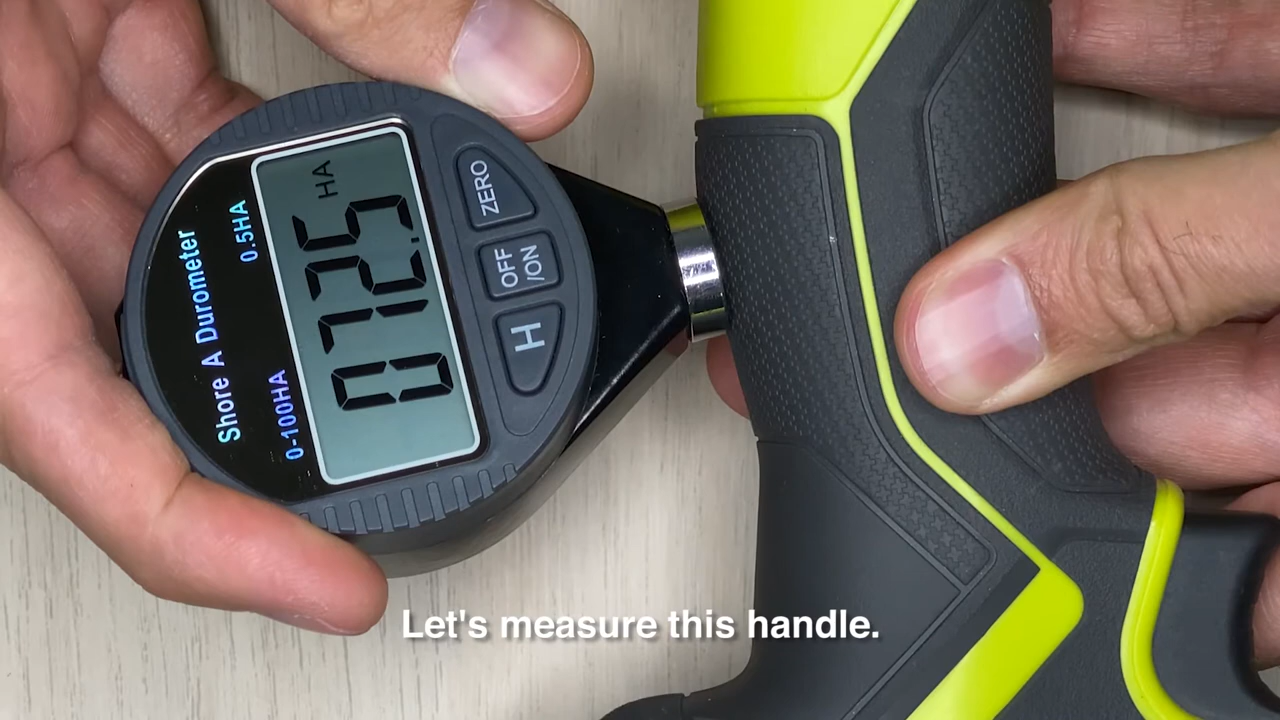 Shore A Durometer
0-100HA
0.5HA
072.5
HA
ZERO
OFF
/ON
H
Let's measure this handle.